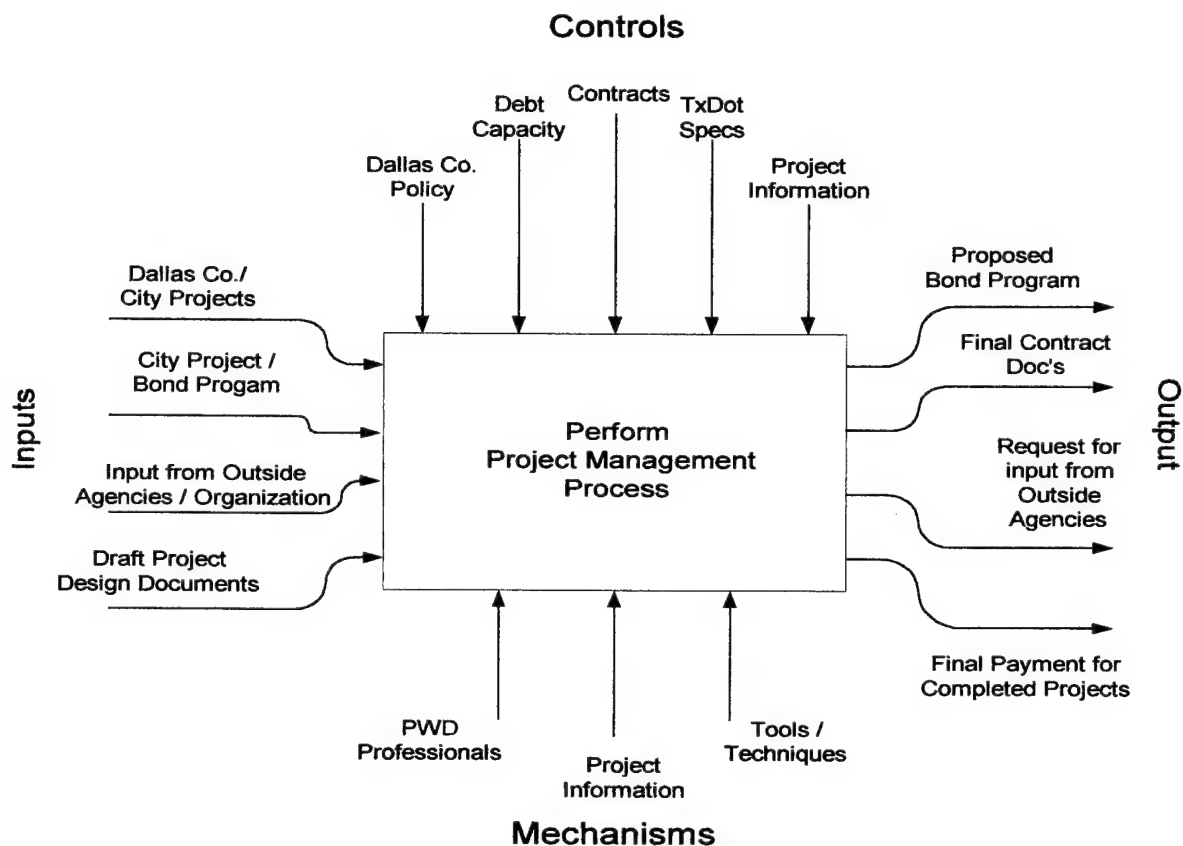 Controls
Contracts
Debt
Capacity
TxDot
Specs
Dallas Co.
Policy
Project
Information
Dallas Co./
City Projects
City Project /
Bond Progam
Input from Outside
Agencies / Organization
Draft Project
Design Documents
Inputs
Perform
Project Management
Process
Proposed
Bond Program
Final Contract
Doc's
Request for
input from
Outside
Agencies
Final Payment for
Completed Projects
Output
PWD
Professionals
Project
Information
Tools /
Techniques
Mechanisms